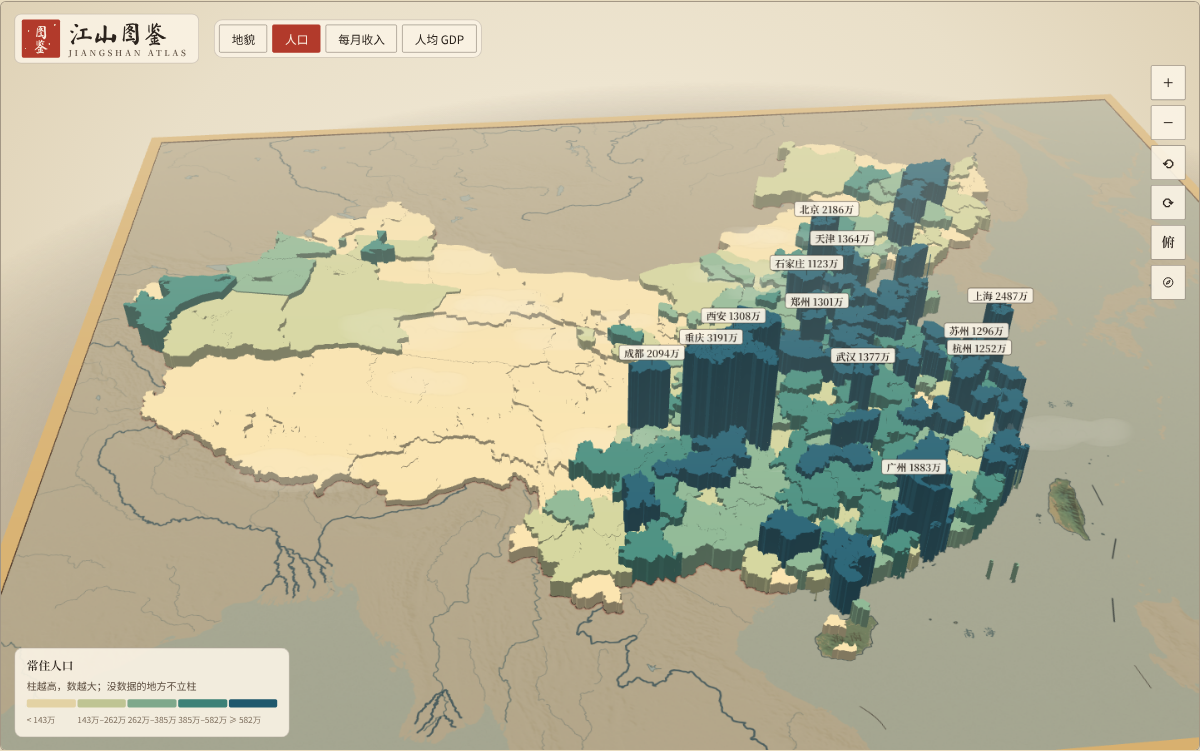 图鉴
江山图鉴
JIANGSHAN ATLAS
地貌
人口
每月收入
人均 GDP
+
−
俯
北京 2186万
天津 1364万
石家庄 1123万
上海 2487万
郑州 1301万
西安 1308万
苏州 1296万
重庆 3191万
杭州 1252万
成都 2094万
武汉 1377万
广州 1883万
常住人口
柱越高，数越大；没数据的地方不立柱
< 143万 143万–262万 262万–385万 385万–582万 ≥ 582万